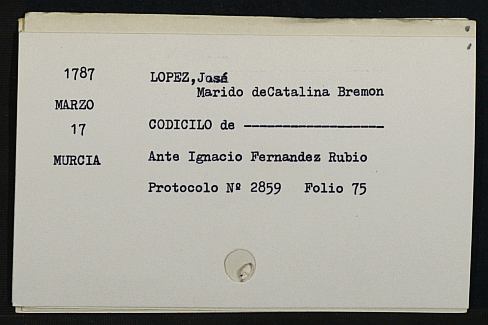 1787
MARZO
17
MURCIA
LOPEZ,José
Marido deCatalina Bremon
CODICILO de ------------------
Ante Ignacio Fernandez Rubio
Protocolo Nº 2859 Folio 75